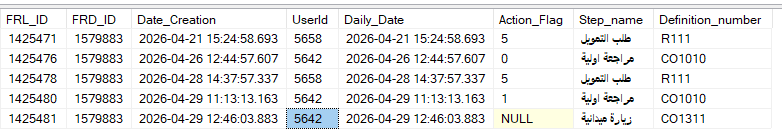 FRL_ID FRD_ID Date_Creation UserId Daily_Date Action_Flag Step_name Definition_number
1425471 1579883 2026-04-21 15:24:58.693 5658 2026-04-21 15:24:58.693 5 طلب التمويل R111
1425476 1579883 2026-04-26 12:44:57.607 5642 2026-04-26 12:44:57.607 0 مراجعة اولية CO1010
1425478 1579883 2026-04-28 14:37:57.337 5658 2026-04-28 14:37:57.337 5 طلب التمويل R111
1425480 1579883 2026-04-29 11:13:13.163 5642 2026-04-29 11:13:13.163 1 مراجعة اولية CO1010
1425481 1579883 2026-04-29 12:46:03.883 5642 2026-04-29 12:46:03.883 NULL زيارة ميدانية CO1311